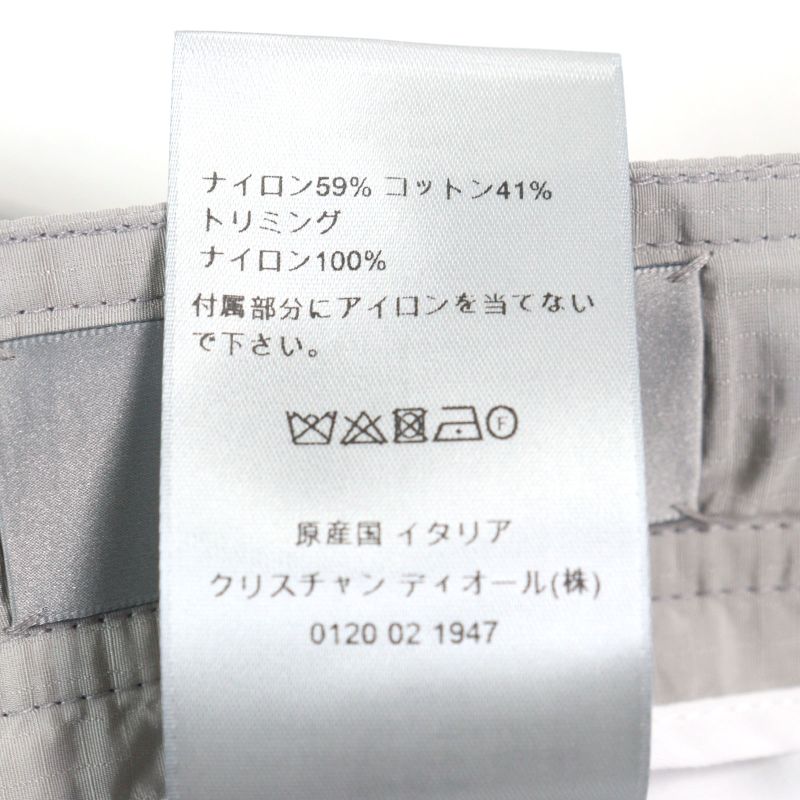 ナイロン59% コットン41%
トリミング
ナイロン100%
付属部分にアイロンを当てない
で下さい。
F
原産国 イタリア
クリスチャン ディオール(株)
0120 02 1947